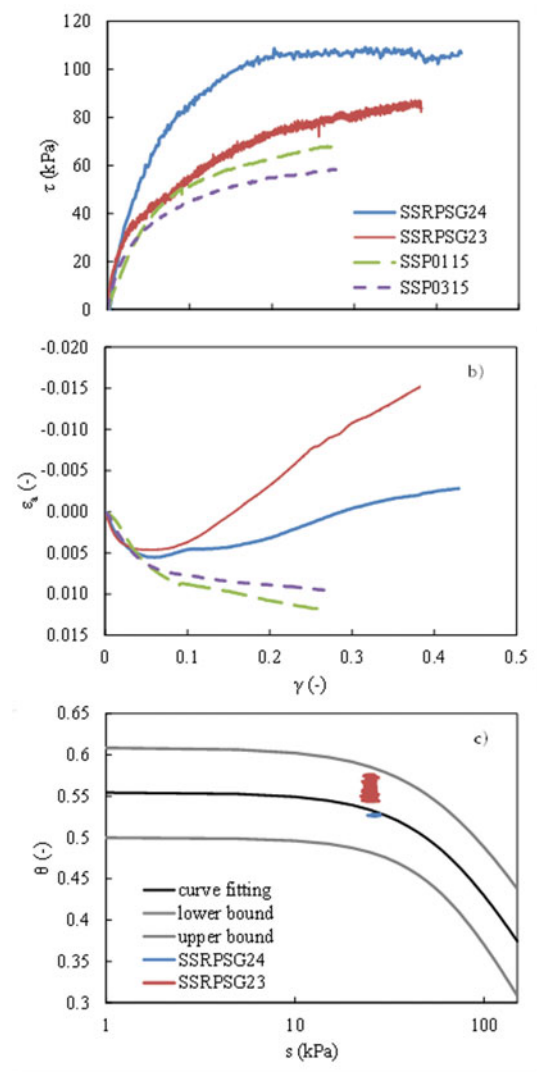 120
100
80
60
40
20
0
τ (kPa)
SSRPSG24
SSRPSG23
SSP0115
SSP0315
-0.020
-0.015
-0.010
-0.005
0.000
0.005
0.010
0.015
εa (-)
b)
0 0.1 0.2 0.3 0.4 0.5
γ (-)
0.65
0.6
0.55
0.5
0.45
0.4
0.35
0.3
θ (-)
c)
curve fitting
lower bound
upper bound
SSRPSG24
SSRPSG23
1 10 100
s (kPa)